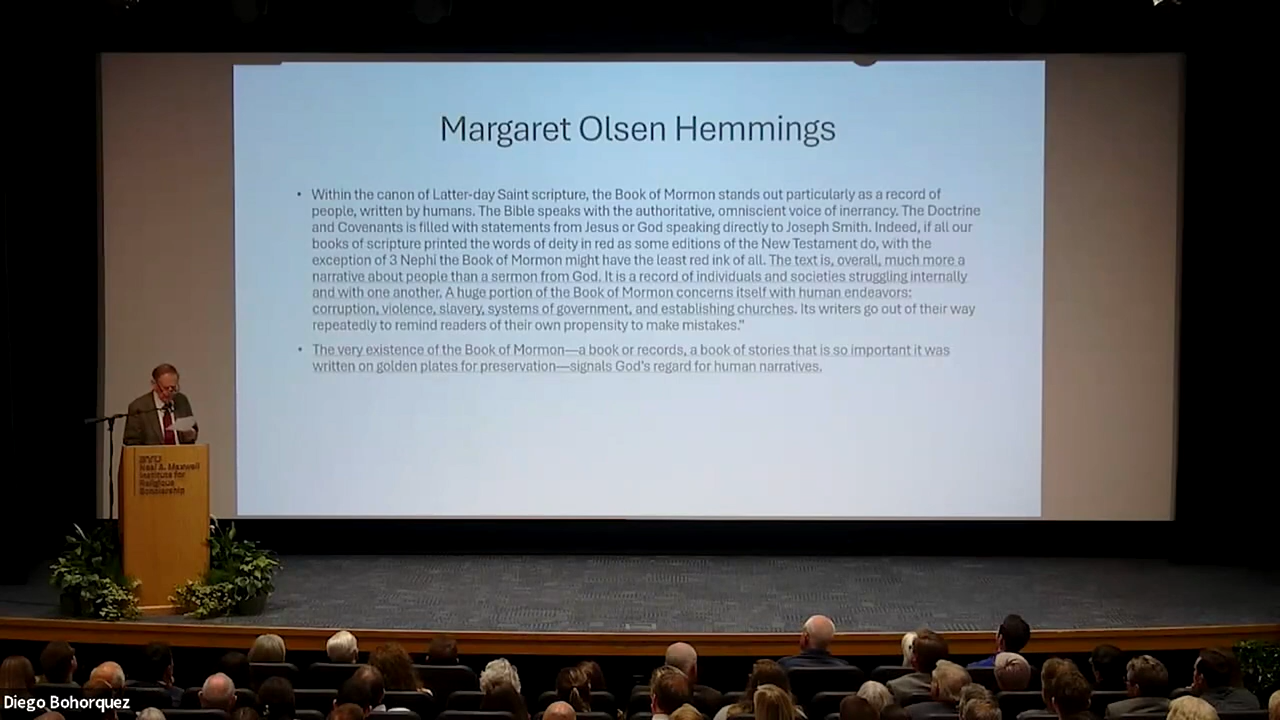 Margaret Olsen Hemmings
• Within the canon of Latter-day Saint scripture, the Book of Mormon stands out particularly as a record of
people, written by humans. The Bible speaks with the authoritative, omniscient voice of inerrancy. The Doctrine
and Covenants is filled with statements from Jesus or God speaking directly to Joseph Smith. Indeed, if all our
books of scripture printed the words of deity in red as some editions of the New Testament do, with the
exception of 3 Nephi the Book of Mormon might have the least red ink of all. The text is, overall, much more a
narrative about people than a sermon from God. It is a record of individuals and societies struggling internally
and with one another. A huge portion of the Book of Mormon concerns itself with human endeavors:
corruption, violence, slavery, systems of government, and establishing churches. Its writers go out of their way
repeatedly to remind readers of their own propensity to make mistakes."
• The very existence of the Book of Mormon—a book or records, a book of stories that is so important it was
written on golden plates for preservation—signals God's regard for human narratives.
BYU
Neal A. Maxwell
Institute for
Religious
Scholarship
Diego Bohorquez